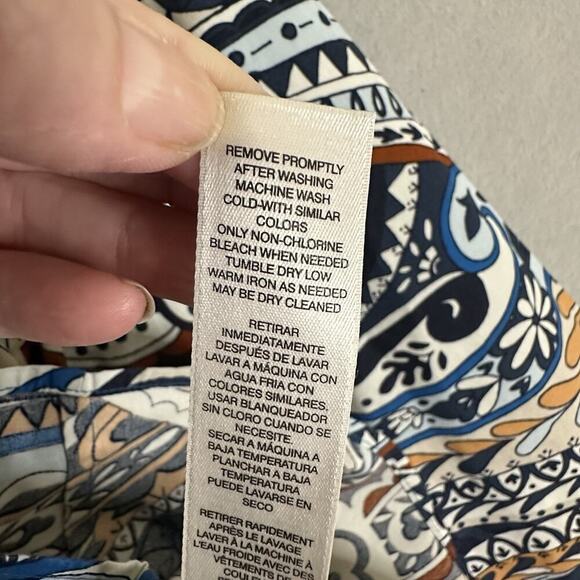 REMOVE PROMPTLY
AFTER WASHING
MACHINE WASH
COLD-WITH SIMILAR
COLORS
ONLY NON-CHLORINE
BLEACH WHEN NEEDED
TUMBLE DRY LOW
WARM IRON AS NEEDED
MAY BE DRY CLEANED
RETIRAR
INMEDIATAMENTE
DESPUÉS DE LAVAR
LAVAR A MÁQUINA CON
AGUA FRIA CON
COLORES SIMILARES,
USAR BLANQUEADOR
SIN CLORO CUANDO SE
NECESITE.
SECAR A MÁQUINA A
BAJA TEMPERATURA
PLANCHAR A BAJA
TEMPERATURA
PUEDE LAVARSE EN
SECO
RETIRER RAPIDEMENT
APRÈS LE LAVAGE
LAVER À LA MACHINE À
L'EAU FROIDE AVEC DES
VÊTEMENTS DE